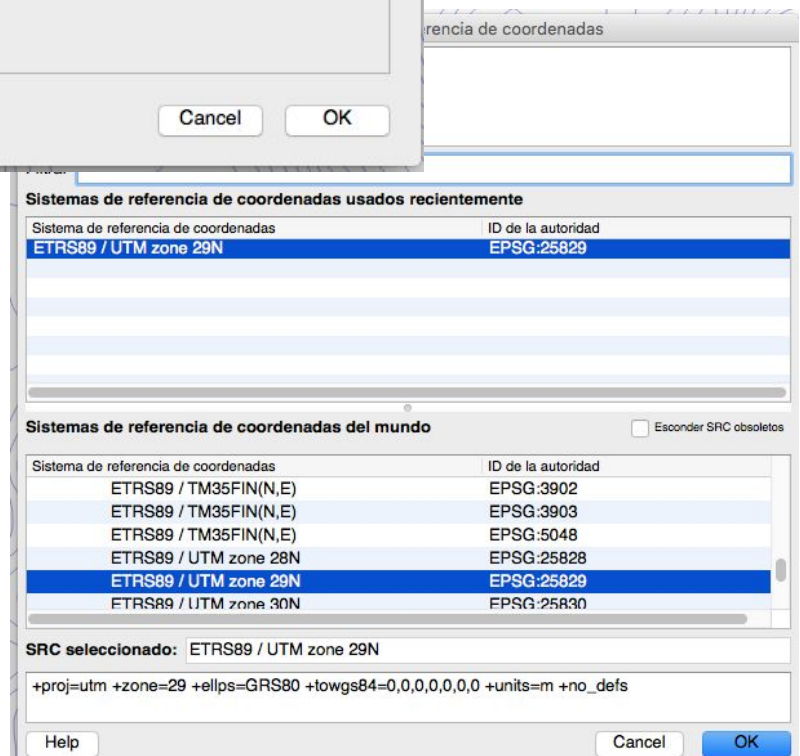 rencia de coordenadas
Cancel OK
Sistemas de referencia de coordenadas usados recientemente
Sistema de referencia de coordenadas ID de la autoridad
ETRS89 / UTM zone 29N EPSG:25829
Sistemas de referencia de coordenadas del mundo Esconder SRC obsoletos
Sistema de referencia de coordenadas ID de la autoridad
ETRS89 / TM35FIN(N,E) EPSG:3902
ETRS89 / TM35FIN(N,E) EPSG:3903
ETRS89 / TM35FIN(N,E) EPSG:5048
ETRS89 / UTM zone 28N EPSG:25828
ETRS89 / UTM zone 29N EPSG:25829
ETRS89 / UTM zone 30N EPSG:25830
SRC seleccionado: ETRS89 / UTM zone 29N
+proj=utm +zone=29 +ellps=GRS80 +towgs84=0,0,0,0,0,0,0 +units=m +no_defs
Help Cancel OK